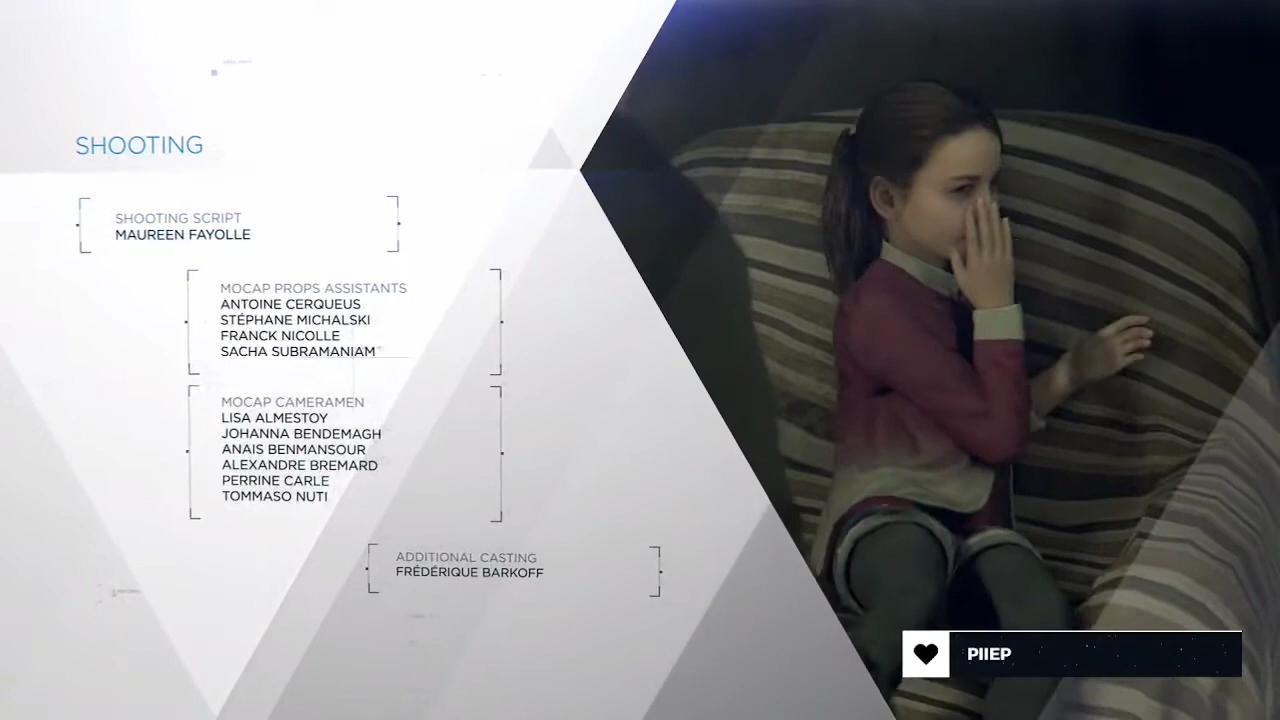 SHOOTING
SHOOTING SCRIPT
MAUREEN FAYOLLE
MOCAP PROPS ASSISTANTS
ANTOINE CERQUEUS
STÉPHANE MICHALSKI
FRANCK NICOLLE
SACHA SUBRAMANIAM
MOCAP CAMERAMEN
LISA ALMESTOY
JOHANNA BENDEMAGH
ANAIS BENMANSOUR
ALEXANDRE BREMARD
PERRINE CARLE
TOMMASO NUTI
ADDITIONAL CASTING
FRÉDÉRIQUE BARKOFF
PIIEP